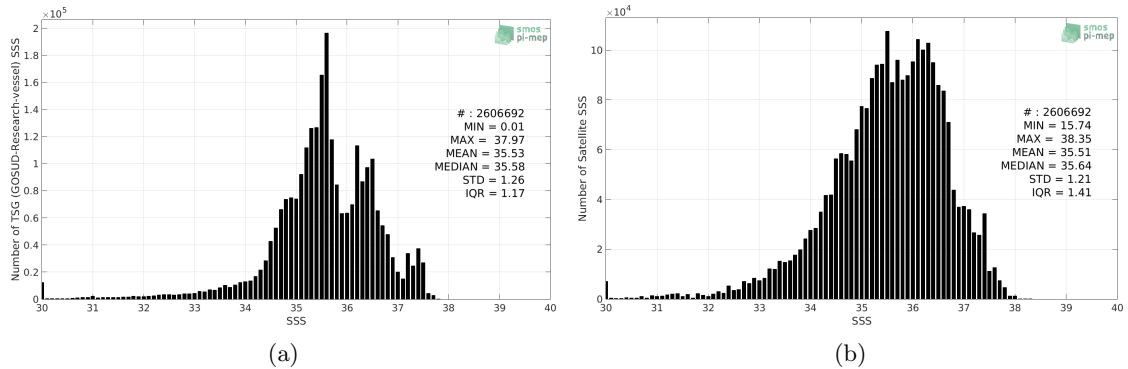 ×10⁵
smos
pi-mep
Number of TSG (GOSUD-Research-vessel) SSS
2
1.8
1.6
1.4
1.2
1
0.8
0.6
0.4
0.2
0
# : 2606692
MIN = 0.01
MAX = 37.97
MEAN = 35.53
MEDIAN = 35.58
STD = 1.26
IQR = 1.17
30 31 32 33 34 35 36 37 38 39 40
SSS
(a)
×10⁴
smos
pi-mep
Number of Satellite SSS
10
8
6
4
2
0
# : 2606692
MIN = 15.74
MAX = 38.35
MEAN = 35.51
MEDIAN = 35.64
STD = 1.21
IQR = 1.41
30 31 32 33 34 35 36 37 38 39 40
SSS
(b)